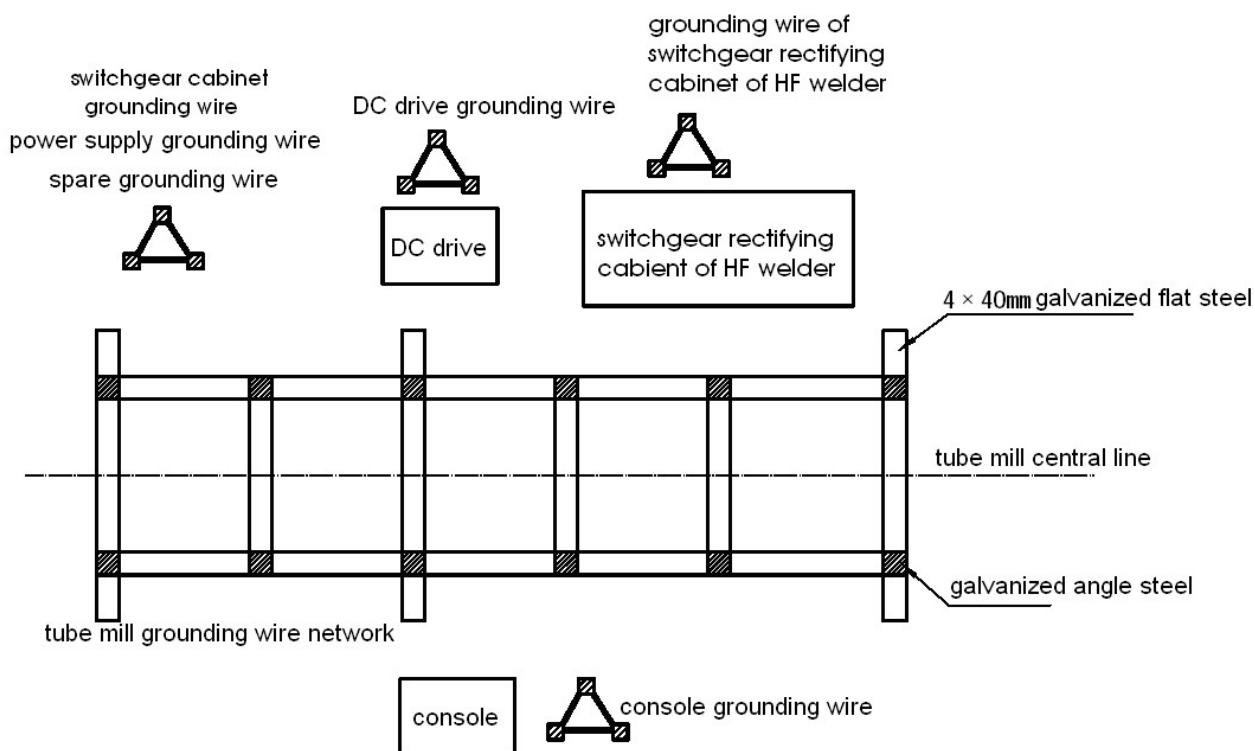 switchgear cabinet
grounding wire
power supply grounding wire
spare grounding wire
DC drive grounding wire
grounding wire of
switchgear rectifying
cabinet of HF welder
DC drive
switchgear rectifying
cabient of HF welder
4 × 40mm galvanized flat steel
tube mill central line
galvanized angle steel
tube mill grounding wire network
console
console grounding wire